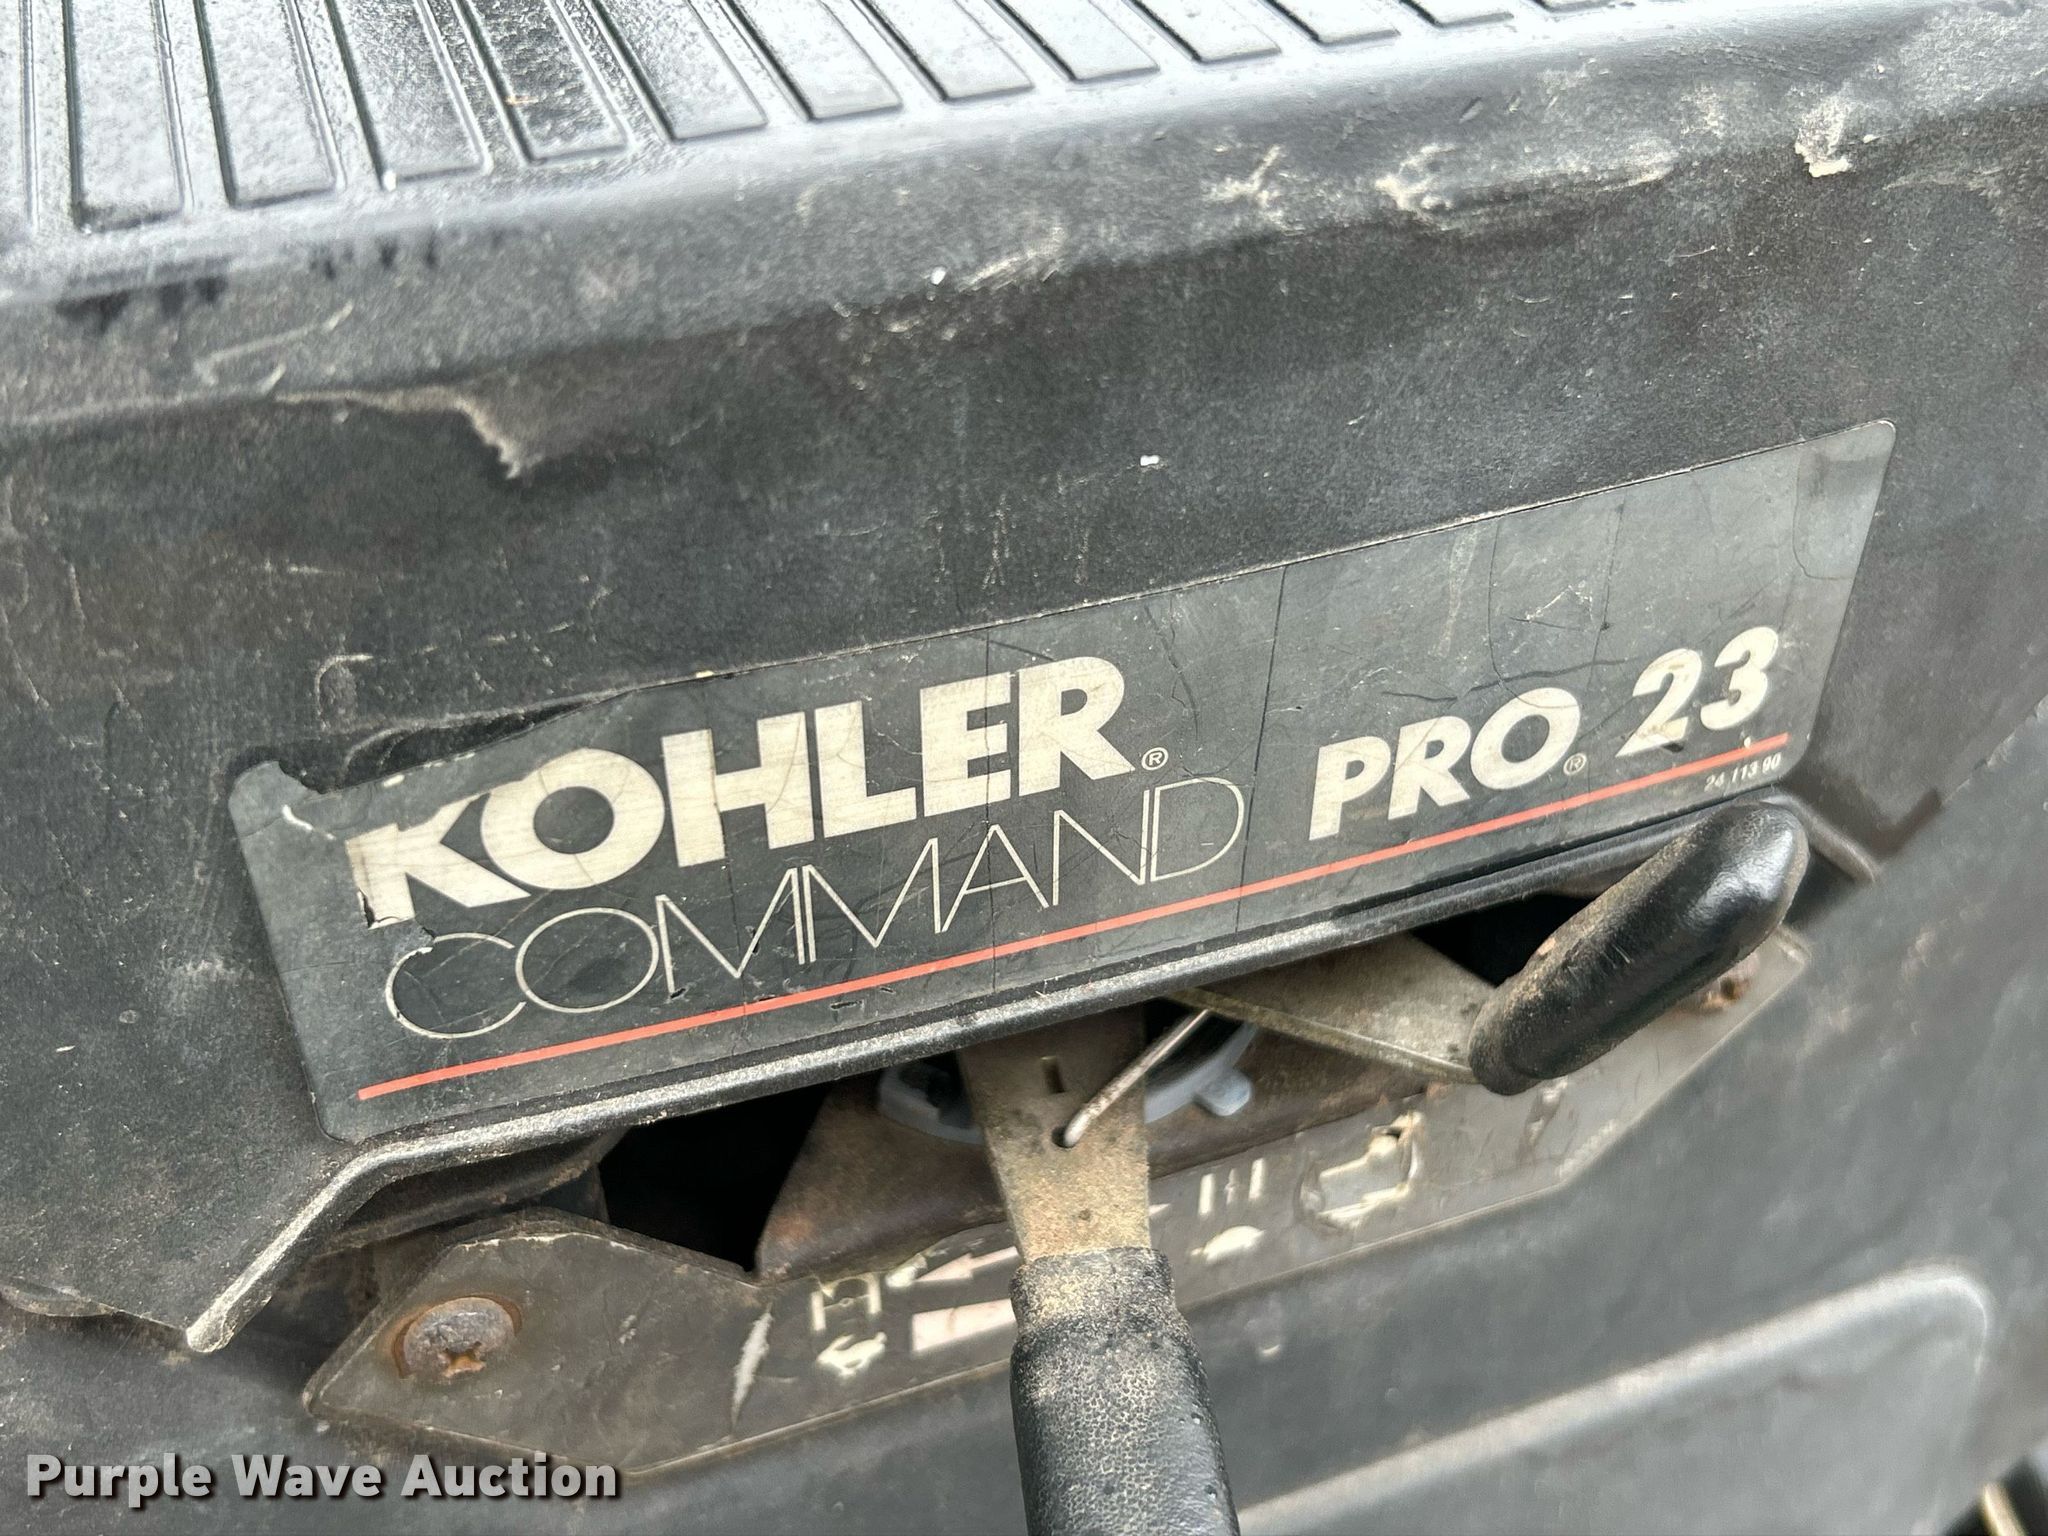 KOHLER®
COMMAND
PRO® 23
24 113 90
Purple Wave Auction